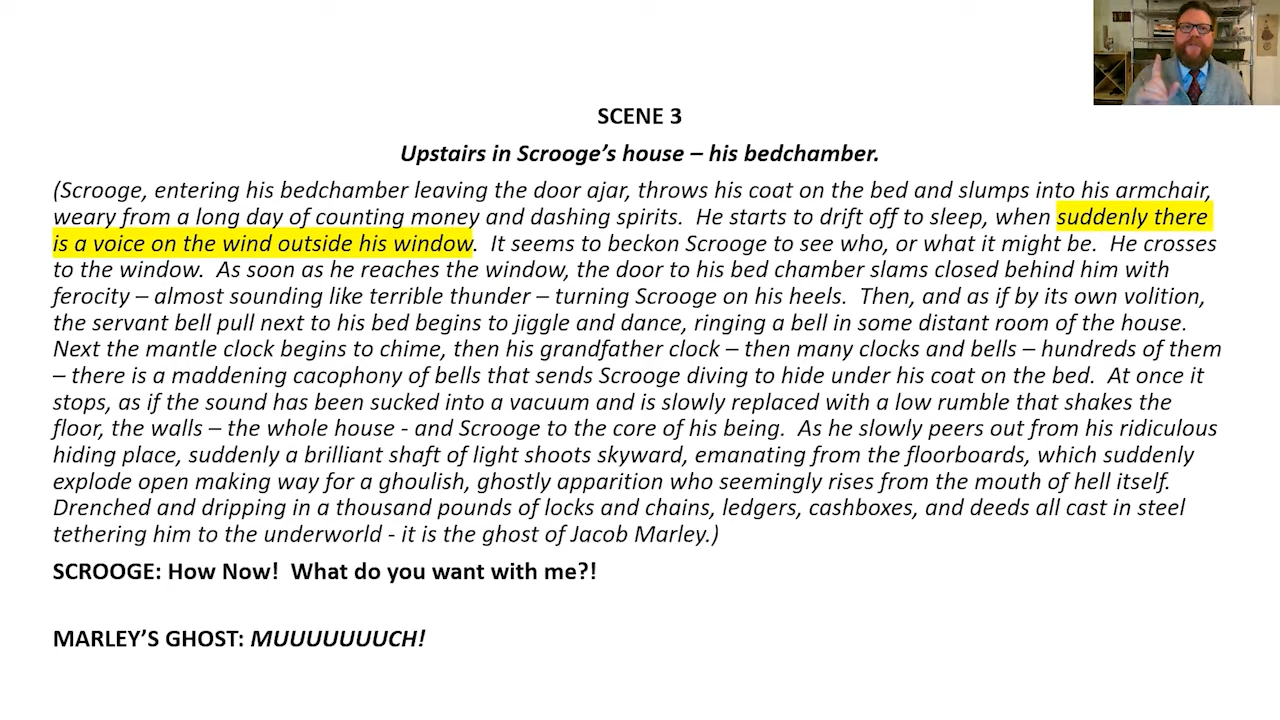 SCENE 3
Upstairs in Scrooge’s house – his bedchamber.
(Scrooge, entering his bedchamber leaving the door ajar, throws his coat on the bed and slumps into his armchair,
weary from a long day of counting money and dashing spirits.  He starts to drift off to sleep, when suddenly there
is a voice on the wind outside his window.  It seems to beckon Scrooge to see who, or what it might be.  He crosses
to the window.  As soon as he reaches the window, the door to his bed chamber slams closed behind him with
ferocity – almost sounding like terrible thunder – turning Scrooge on his heels.  Then, and as if by its own volition,
the servant bell pull next to his bed begins to jiggle and dance, ringing a bell in some distant room of the house.
Next the mantle clock begins to chime, then his grandfather clock – then many clocks and bells – hundreds of them
– there is a maddening cacophony of bells that sends Scrooge diving to hide under his coat on the bed.  At once it
stops, as if the sound has been sucked into a vacuum and is slowly replaced with a low rumble that shakes the
floor, the walls – the whole house - and Scrooge to the core of his being.  As he slowly peers out from his ridiculous
hiding place, suddenly a brilliant shaft of light shoots skyward, emanating from the floorboards, which suddenly
explode open making way for a ghoulish, ghostly apparition who seemingly rises from the mouth of hell itself.
Drenched and dripping in a thousand pounds of locks and chains, ledgers, cashboxes, and deeds all cast in steel
tethering him to the underworld - it is the ghost of Jacob Marley.)
SCROOGE: How Now!  What do you want with me?!
MARLEY’S GHOST: MUUUUUUUCH!